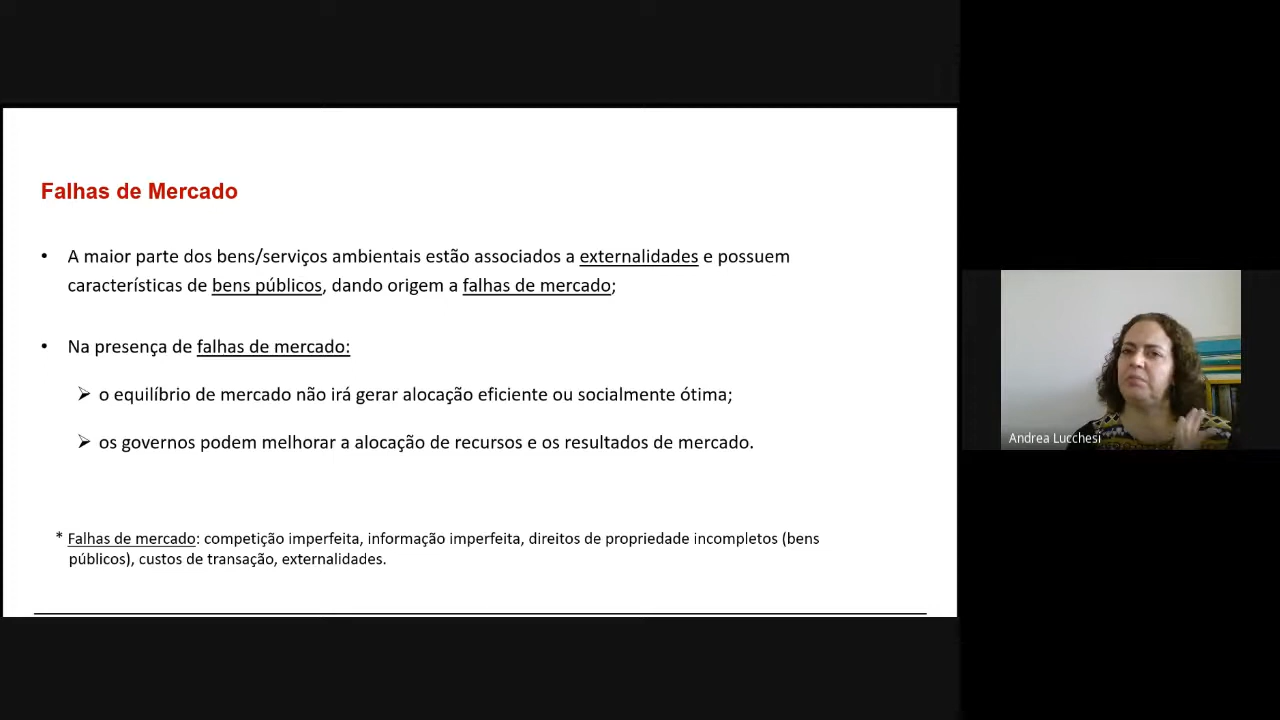 Falhas de Mercado
• A maior parte dos bens/serviços ambientais estão associados a externalidades e possuem
características de bens públicos, dando origem a falhas de mercado;
• Na presença de falhas de mercado:
➢ o equilíbrio de mercado não irá gerar alocação eficiente ou socialmente ótima;
➢ os governos podem melhorar a alocação de recursos e os resultados de mercado.
* Falhas de mercado: competição imperfeita, informação imperfeita, direitos de propriedade incompletos (bens
públicos), custos de transação, externalidades.
Andrea Lucchesi